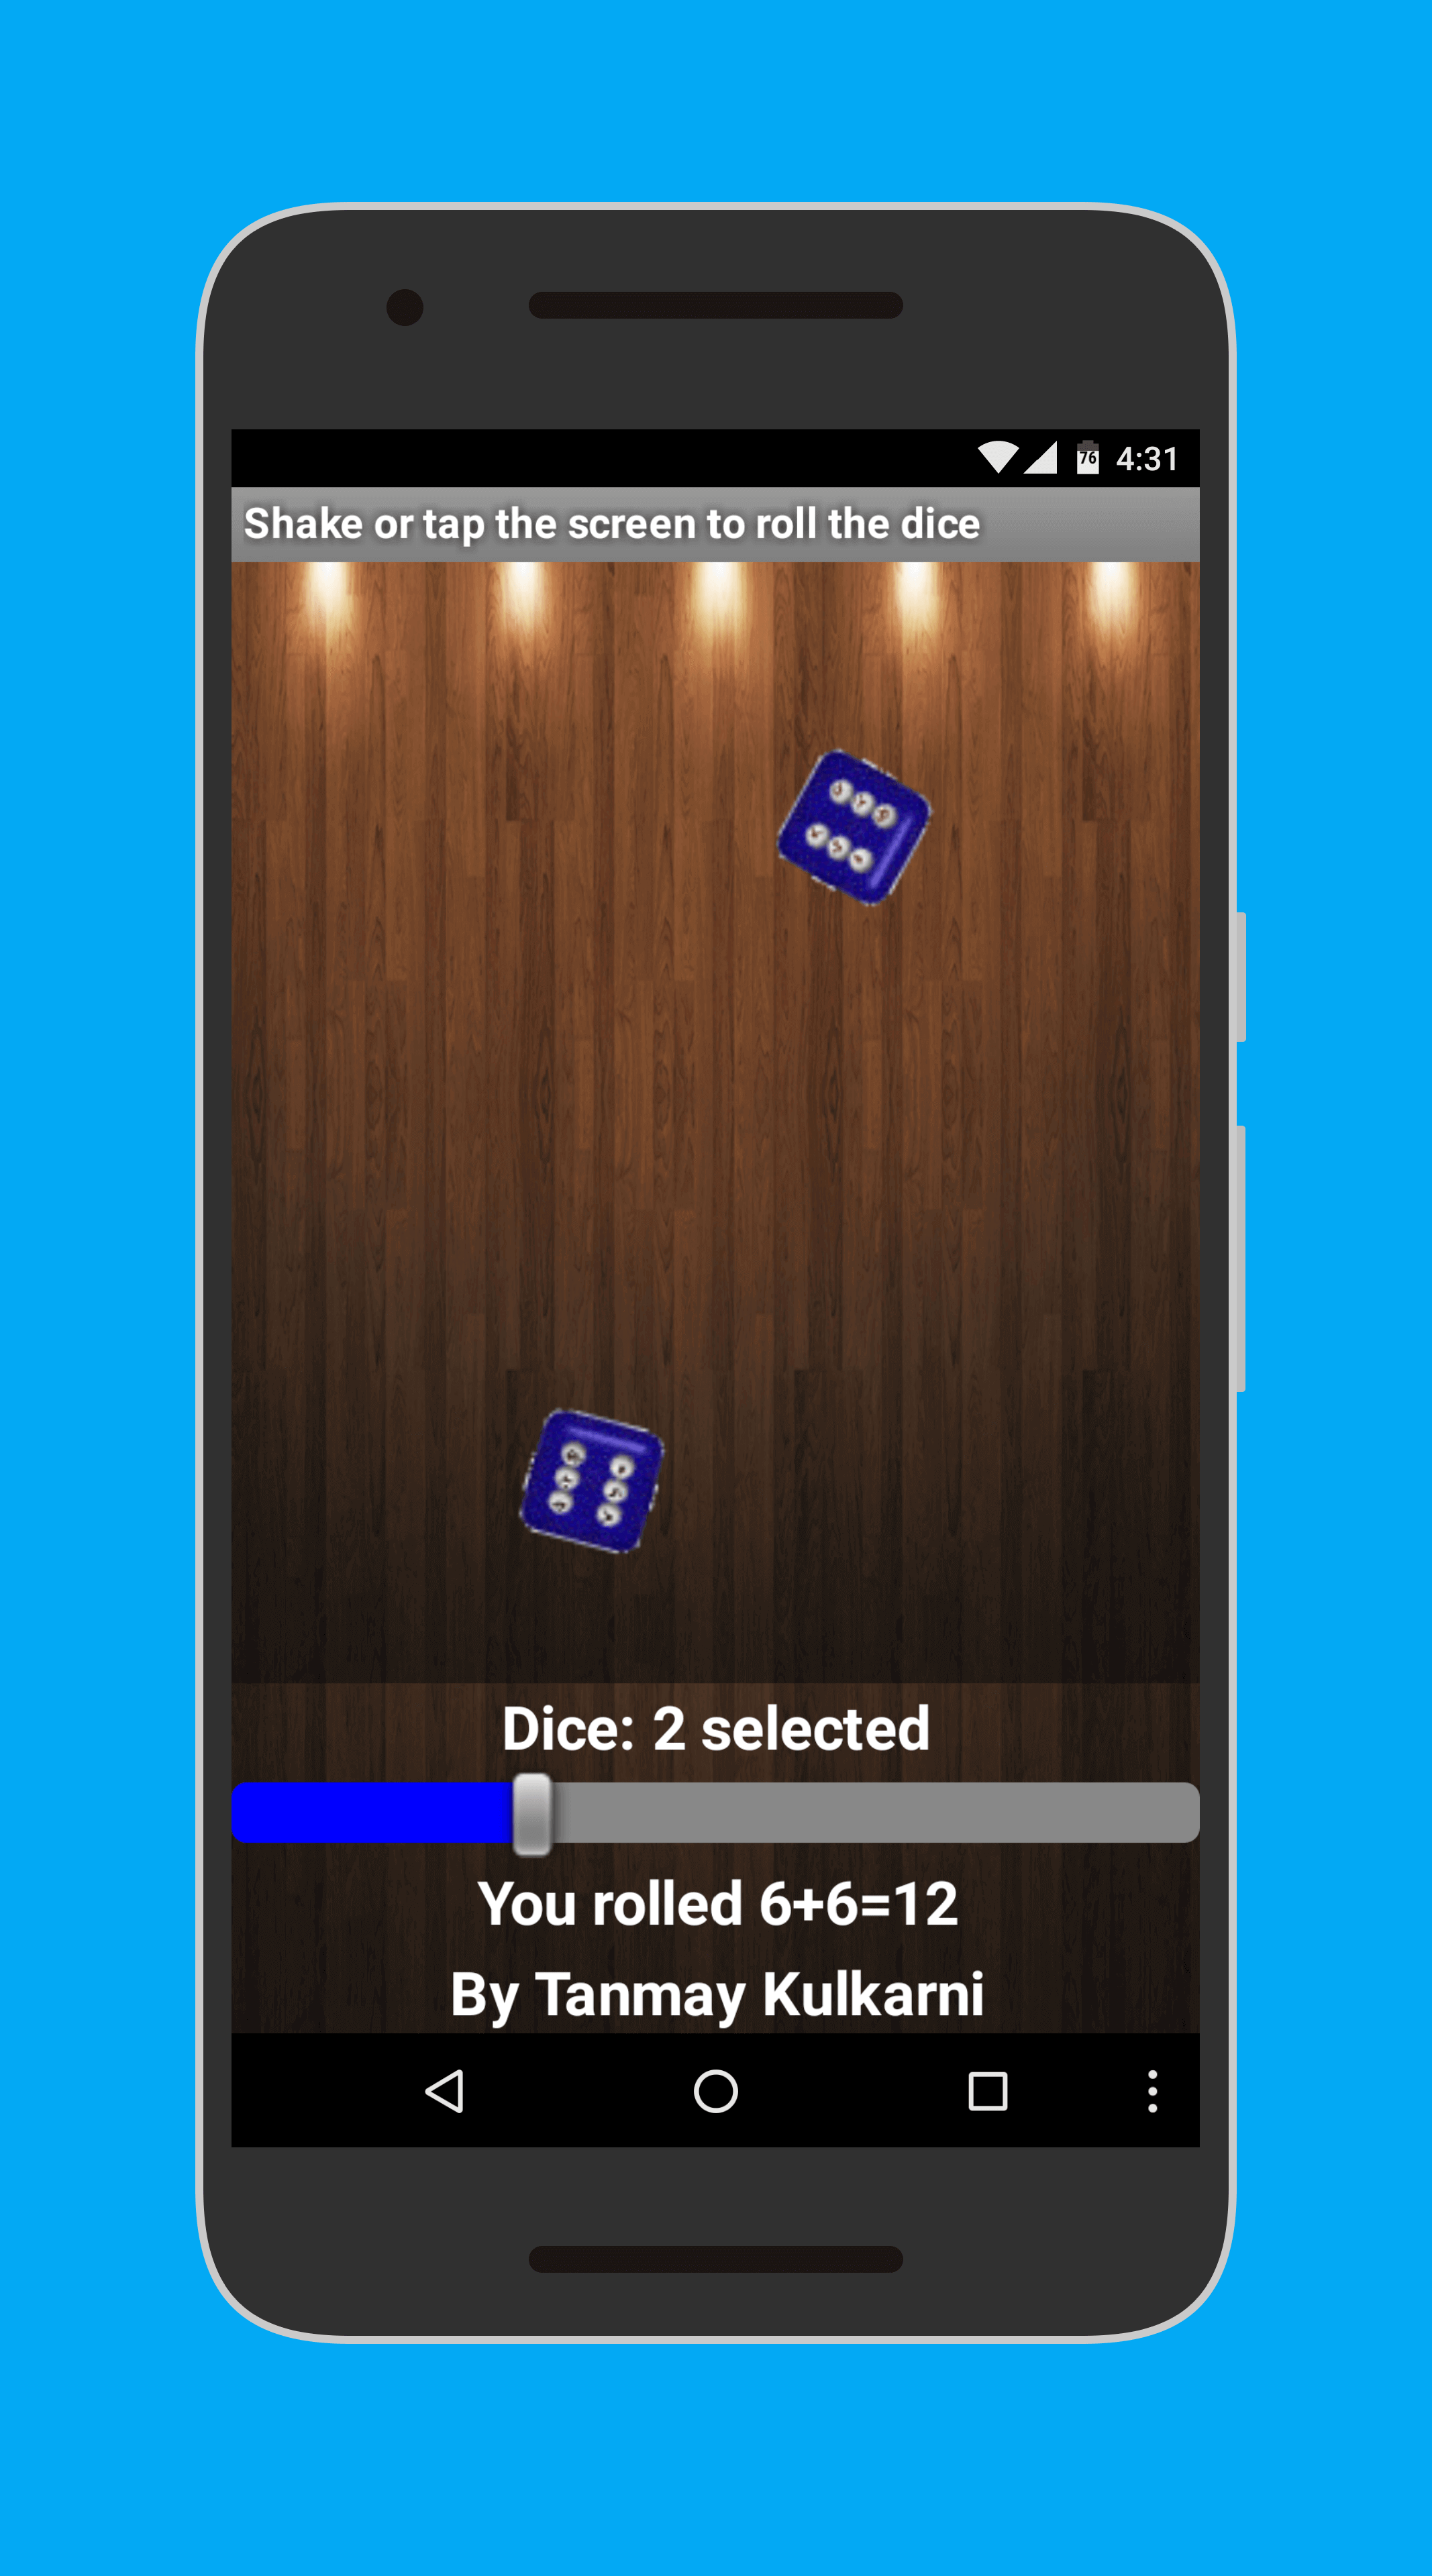 76 4:31
Shake or tap the screen to roll the dice
Dice: 2 selected
You rolled 6+6=12
By Tanmay Kulkarni